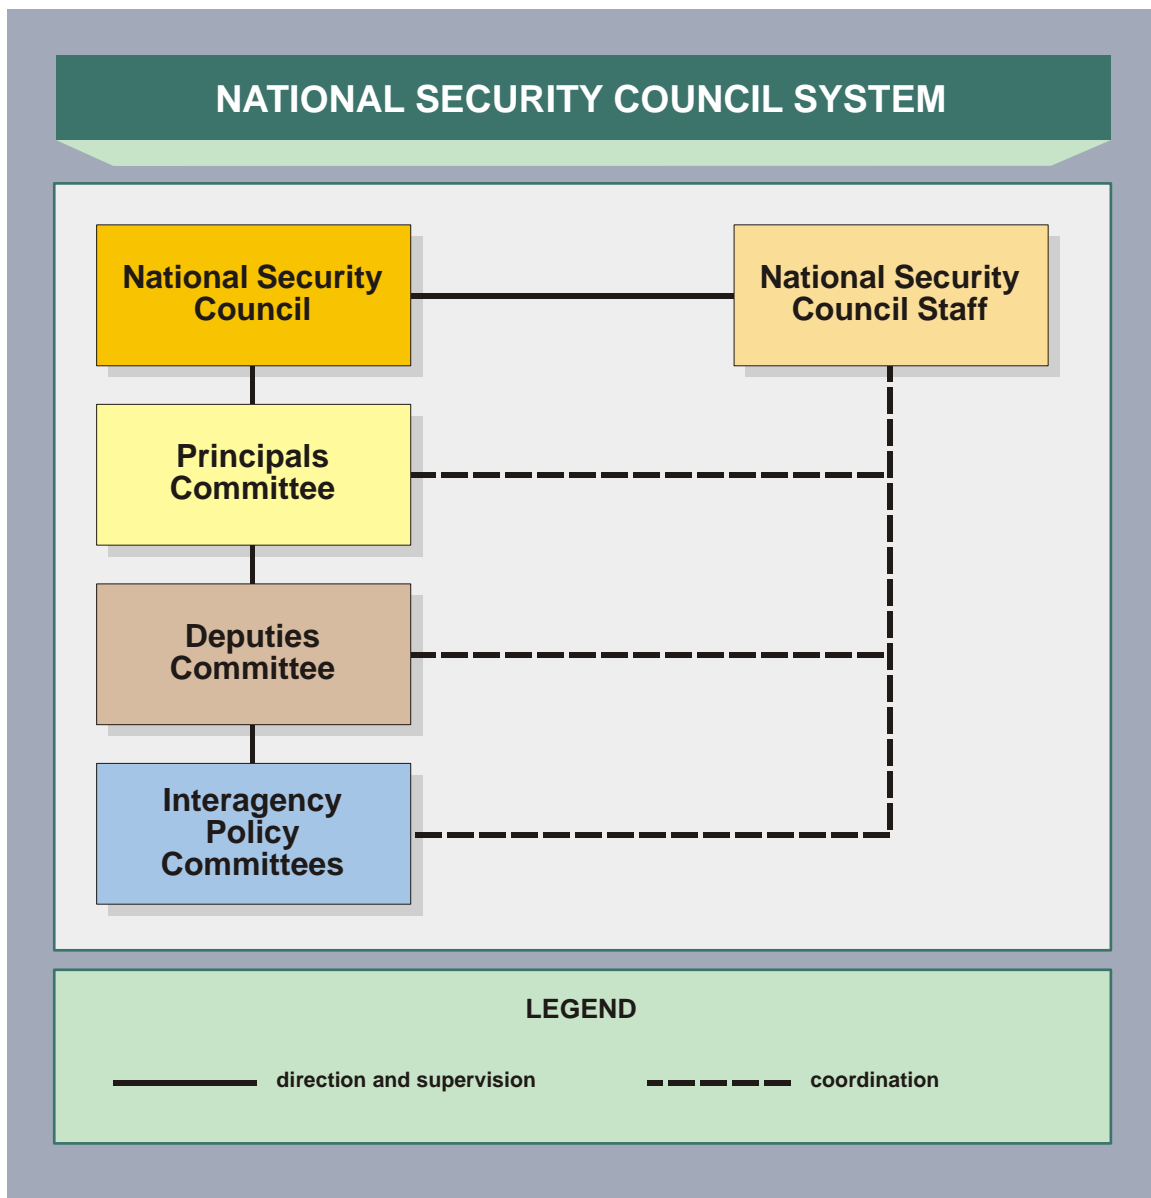 NATIONAL SECURITY COUNCIL SYSTEM
National Security
Council
National Security
Council Staff
Principals
Committee
Deputies
Committee
Interagency
Policy
Committees
LEGEND
direction and supervision
coordination